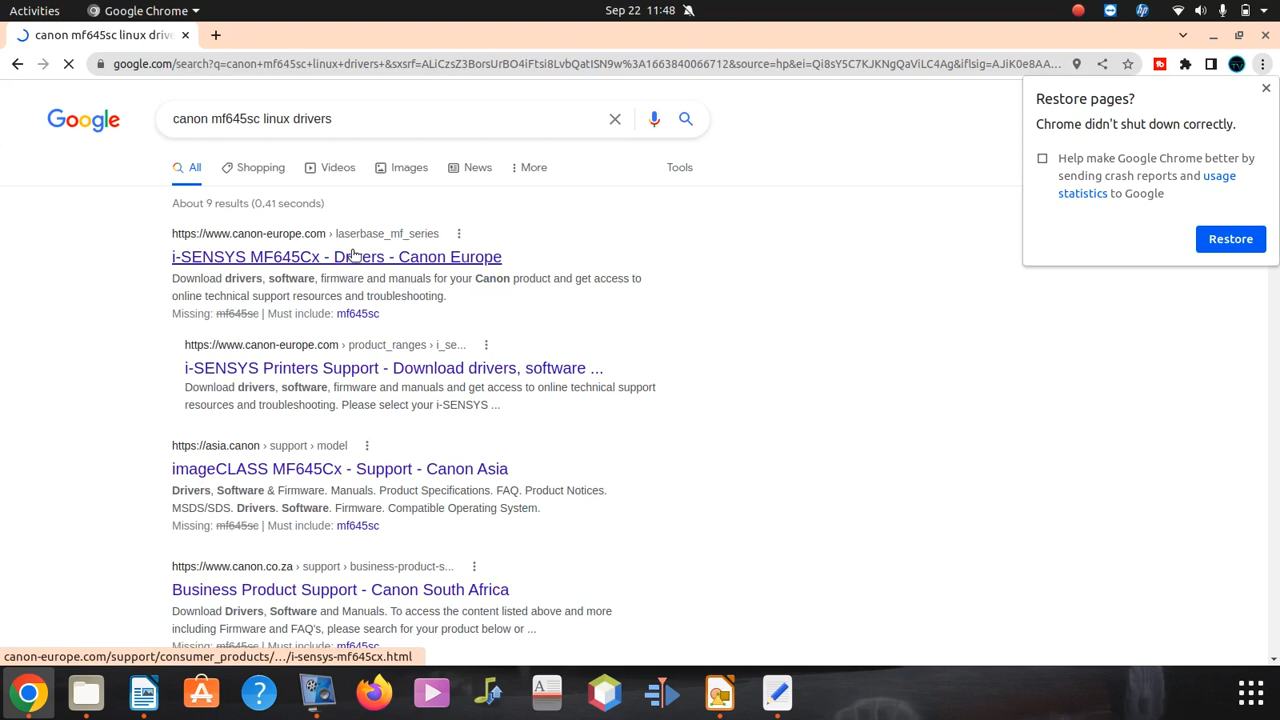 Activities
Google Chrome
Sep 22 11:48
canon mf645sc linux drive
google.com/search?q=canon+mf645sc+linux+drivers+&sxsrf=ALiCzsZ3BorsUrBO4iFtsi8LvbQatISN9w%3A1663840066712&source=hp&ei=Qi8sY5C7KJKNgQaViLC4Ag&iflsig=AJiK0e8AA...
Restore pages?
Chrome didn't shut down correctly.
Help make Google Chrome better by
sending crash reports and usage
statistics to Google
Restore
Google
canon mf645sc linux drivers
All Shopping Videos Images News More Tools
About 9 results (0,41 seconds)
https://www.canon-europe.com › laserbase_mf_series
i-SENSYS MF645Cx - Drivers - Canon Europe
Download drivers, software, firmware and manuals for your Canon product and get access to
online technical support resources and troubleshooting.
Missing: mf645sc | Must include: mf645sc
https://www.canon-europe.com › product_ranges › i_se...
i-SENSYS Printers Support - Download drivers, software ...
Download drivers, software, firmware and manuals and get access to online technical support
resources and troubleshooting. Please select your i-SENSYS ...
https://asia.canon › support › model
imageCLASS MF645Cx - Support - Canon Asia
Drivers, Software & Firmware. Manuals. Product Specifications. FAQ. Product Notices.
MSDS/SDS. Drivers. Software. Firmware. Compatible Operating System.
Missing: mf645sc | Must include: mf645sc
https://www.canon.co.za › support › business-product-s...
Business Product Support - Canon South Africa
Download Drivers, Software and Manuals. To access the content listed above and more
including Firmware and FAQ's, please search for your product below or ...
Missing: mf645sc | Must include: mf645sc
canon-europe.com/support/consumer_products/.../i-sensys-mf645cx.html